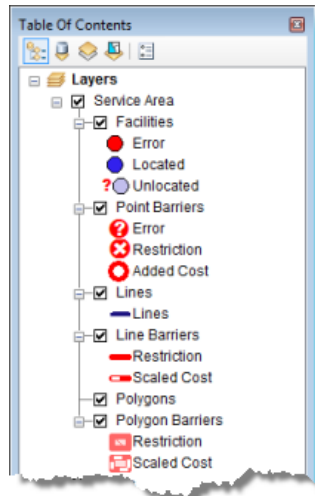 Table Of Contents
Layers
Service Area
Facilities
Error
Located
?
Unlocated
Point Barriers
? Error
Restriction
Added Cost
Lines
Lines
Line Barriers
Restriction
Scaled Cost
Polygons
Polygon Barriers
Restriction
Scaled Cost